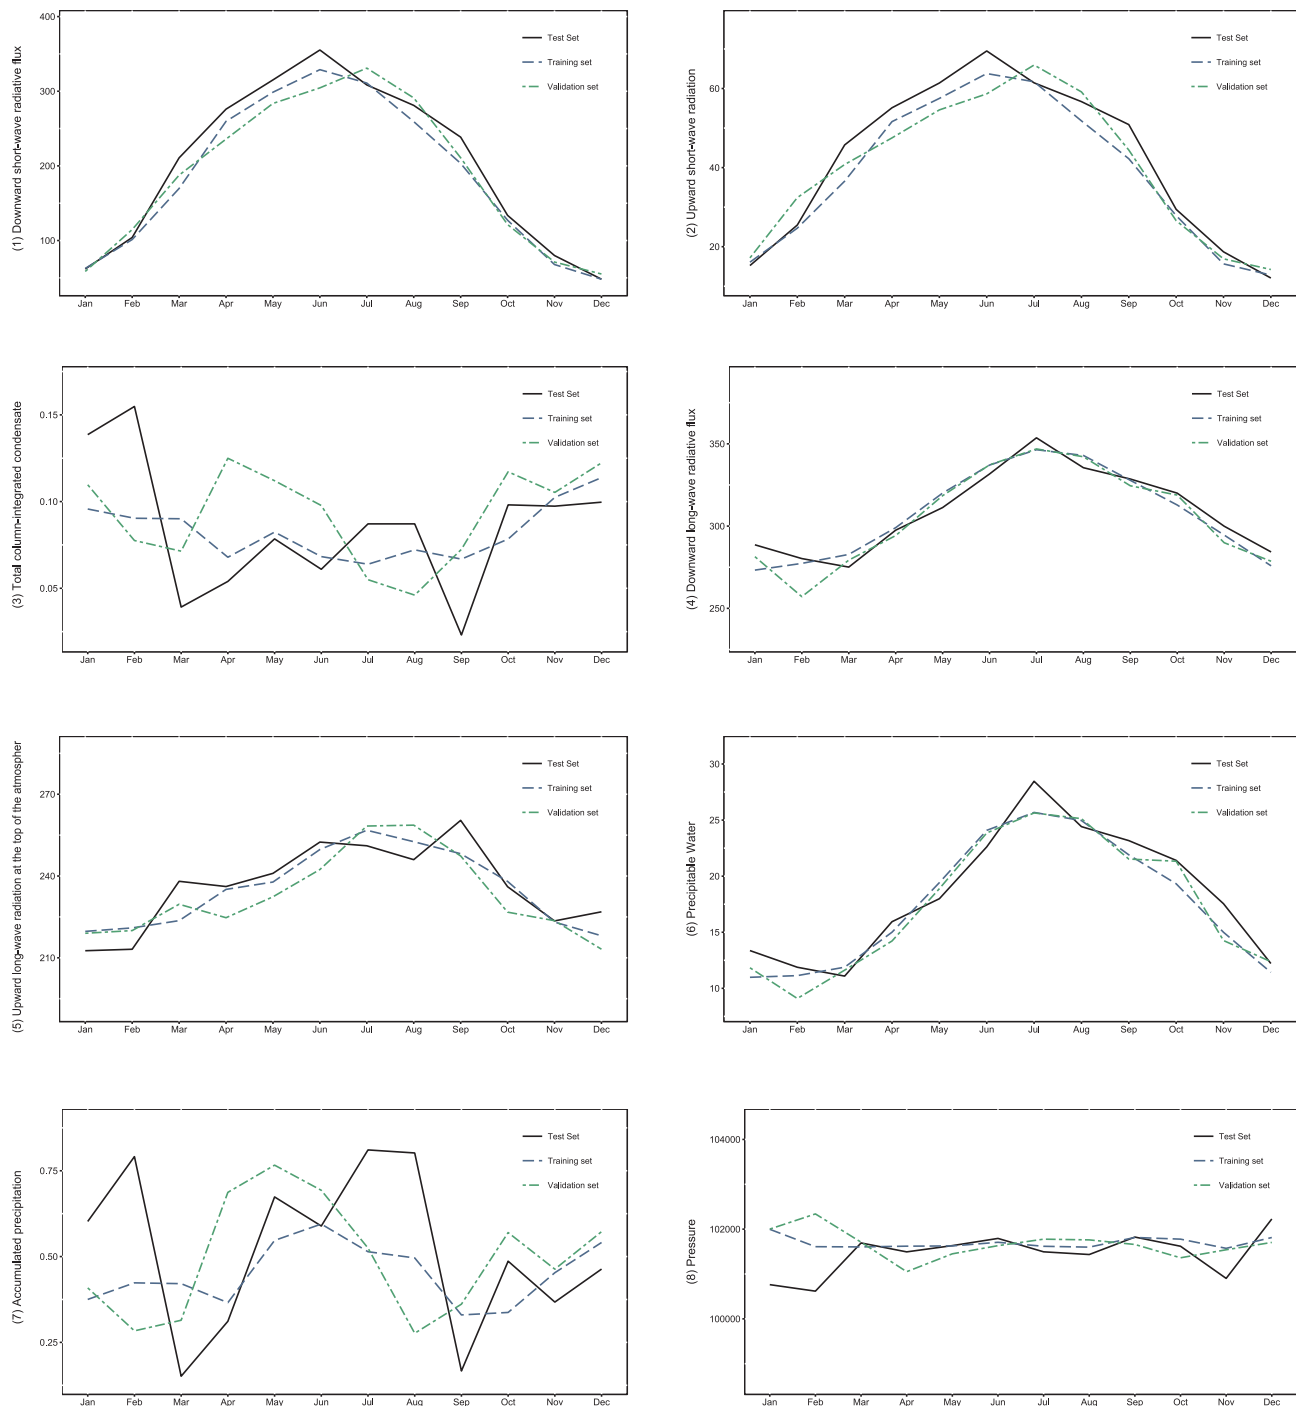 (1) Downward short-wave radiative flux
400
300
200
100
Test Set
Training set
Validation set
Jan Feb Mar Apr May Jun Jul Aug Sep Oct Nov Dec
(2) Upward short-wave radiation
60
40
20
Test Set
Training set
Validation set
Jan Feb Mar Apr May Jun Jul Aug Sep Oct Nov Dec
(3) Total column-integrated condensate
0.15
0.10
0.05
Test Set
Training set
Validation set
Jan Feb Mar Apr May Jun Jul Aug Sep Oct Nov Dec
(4) Downward long-wave radiative flux
350
300
250
Test Set
Training set
Validation set
Jan Feb Mar Apr May Jun Jul Aug Sep Oct Nov Dec
(5) Upward long-wave radiation at the top of the atmospher
270
240
210
Test Set
Training set
Validation set
Jan Feb Mar Apr May Jun Jul Aug Sep Oct Nov Dec
(6) Precipitable Water
30
25
20
15
10
Test Set
Training set
Validation set
Jan Feb Mar Apr May Jun Jul Aug Sep Oct Nov Dec
(7) Accumulated precipitation
0.75
0.50
0.25
Test Set
Training set
Validation set
Jan Feb Mar Apr May Jun Jul Aug Sep Oct Nov Dec
(8) Pressure
104000
102000
100000
Test Set
Training set
Validation set
Jan Feb Mar Apr May Jun Jul Aug Sep Oct Nov Dec